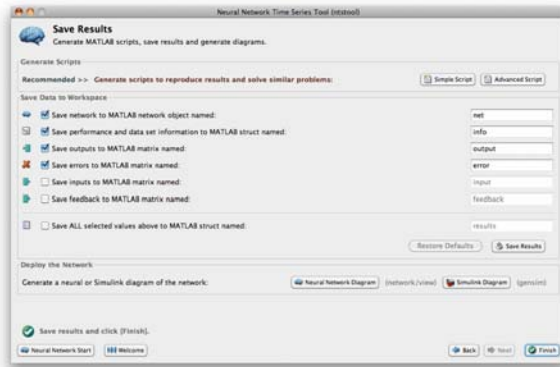 Neural Network Time Series Tool (ntstool)
Save Results
Generate MATLAB scripts, save results and generate diagrams.
Generate Scripts
Recommended >> Generate scripts to reproduce results and solve similar problems:
Simple Script
Advanced Script
Save Data to Workspace
Save network to MATLAB network object named: net
Save performance and data set information to MATLAB struct named: info
Save outputs to MATLAB matrix named: output
Save errors to MATLAB matrix named: error
Save inputs to MATLAB matrix named: input
Save feedback to MATLAB matrix named: feedback
Save ALL selected values above to MATLAB struct named: results
Restore Defaults
Save Results
Deploy the Network
Generate a neural or Simulink diagram of the network: Neural Network Diagram (network/view) Simulink Diagram (gensim)
Save results and click [Finish].
Neural Network Start
Welcome
Back
Next
Finish